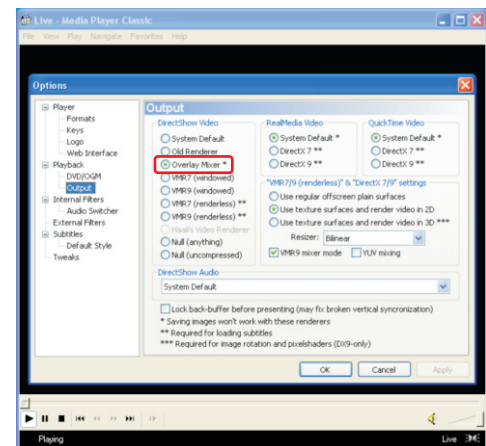 Live - Media Player Classic
File View Play Navigate Favorites Help
Options
Player
Formats
Keys
Logo
Web Interface
Playback
DVD/OGM
Output
Internal Filters
Audio Switcher
External Filters
Subtitles
Default Style
Tweaks
Output
DirectShow Video
System Default
Old Renderer
Overlay Mixer *
VMR7 (windowed)
VMR9 (windowed)
VMR7 (renderless) **
VMR9 (renderless) **
Haali's Video Renderer
Null (anything)
Null (uncompressed)
RealMedia Video
System Default *
DirectX 7 **
DirectX 9 **
QuickTime Video
System Default *
DirectX 7 **
DirectX 9 **
"VMR7/9 (renderless)" & "DirectX 7/9" settings
Use regular offscreen plain surfaces
Use texture surfaces and render video in 2D
Use texture surfaces and render video in 3D ***
Resizer: Bilinear
VMR9 mixer mode YUV mixing
DirectShow Audio
System Default
Lock back-buffer before presenting (may fix broken vertical syncronization)
* Saving images won't work with these renderers
** Required for loading subtitles
*** Required for image rotation and pixelshaders (DX9-only)
OK Cancel Apply
Playing Live